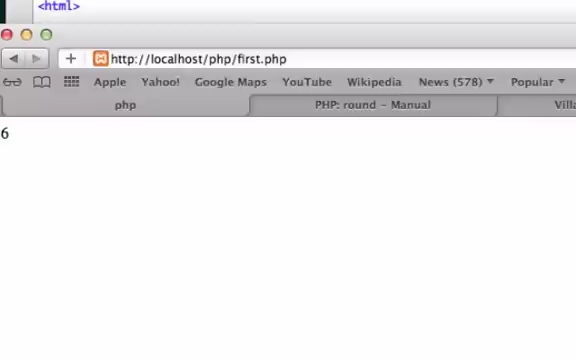 <html>
http://localhost/php/first.php
Apple Yahoo! Google Maps YouTube Wikipedia News (578) Popular
php PHP: round - Manual Villa
6